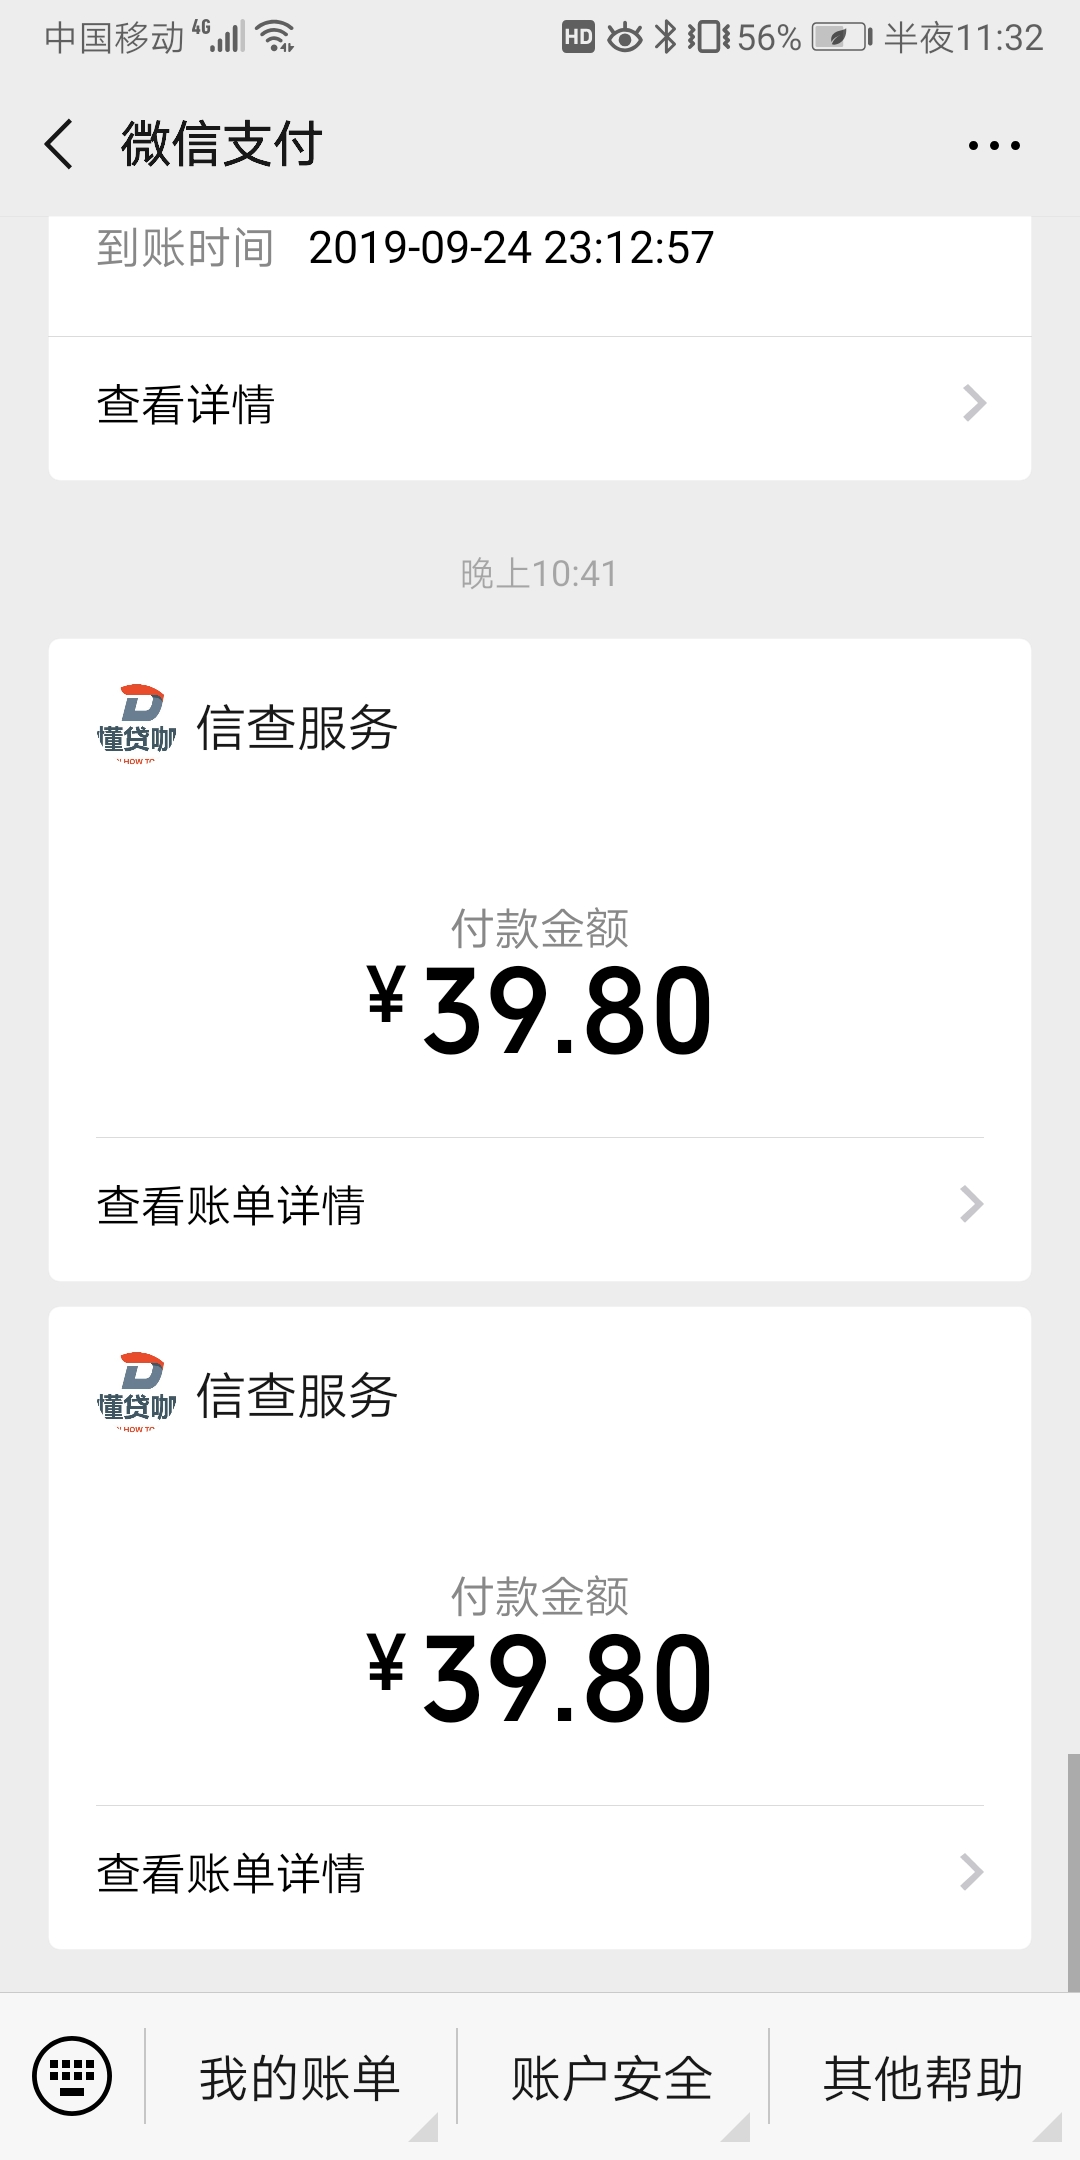 中国移动 4G HD 56% 半夜11:32
微信支付
到账时间 2019-09-24 23:12:57
查看详情
晚上10:41
懂贷咖
HOW TO
信查服务
付款金额
¥39.80
查看账单详情
懂贷咖
HOW TO
信查服务
付款金额
¥39.80
查看账单详情
我的账单 账户安全 其他帮助